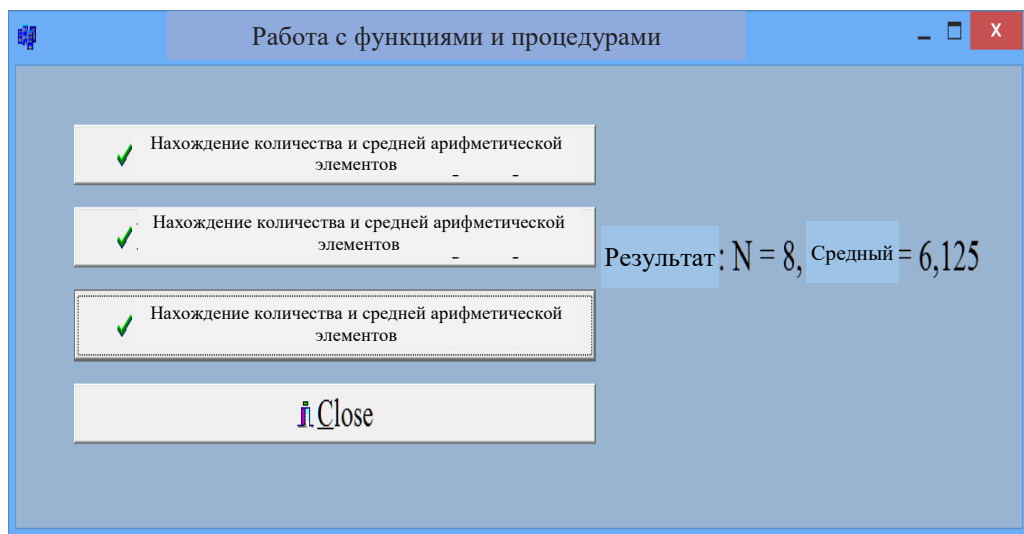 Работа с функциями и процедурами
X
Нахождение количества и средней арифметической
элементов
Нахождение количества и средней арифметической
элементов
Результат: N = 8, Средный = 6,125
Нахождение количества и средней арифметической
элементов
Close